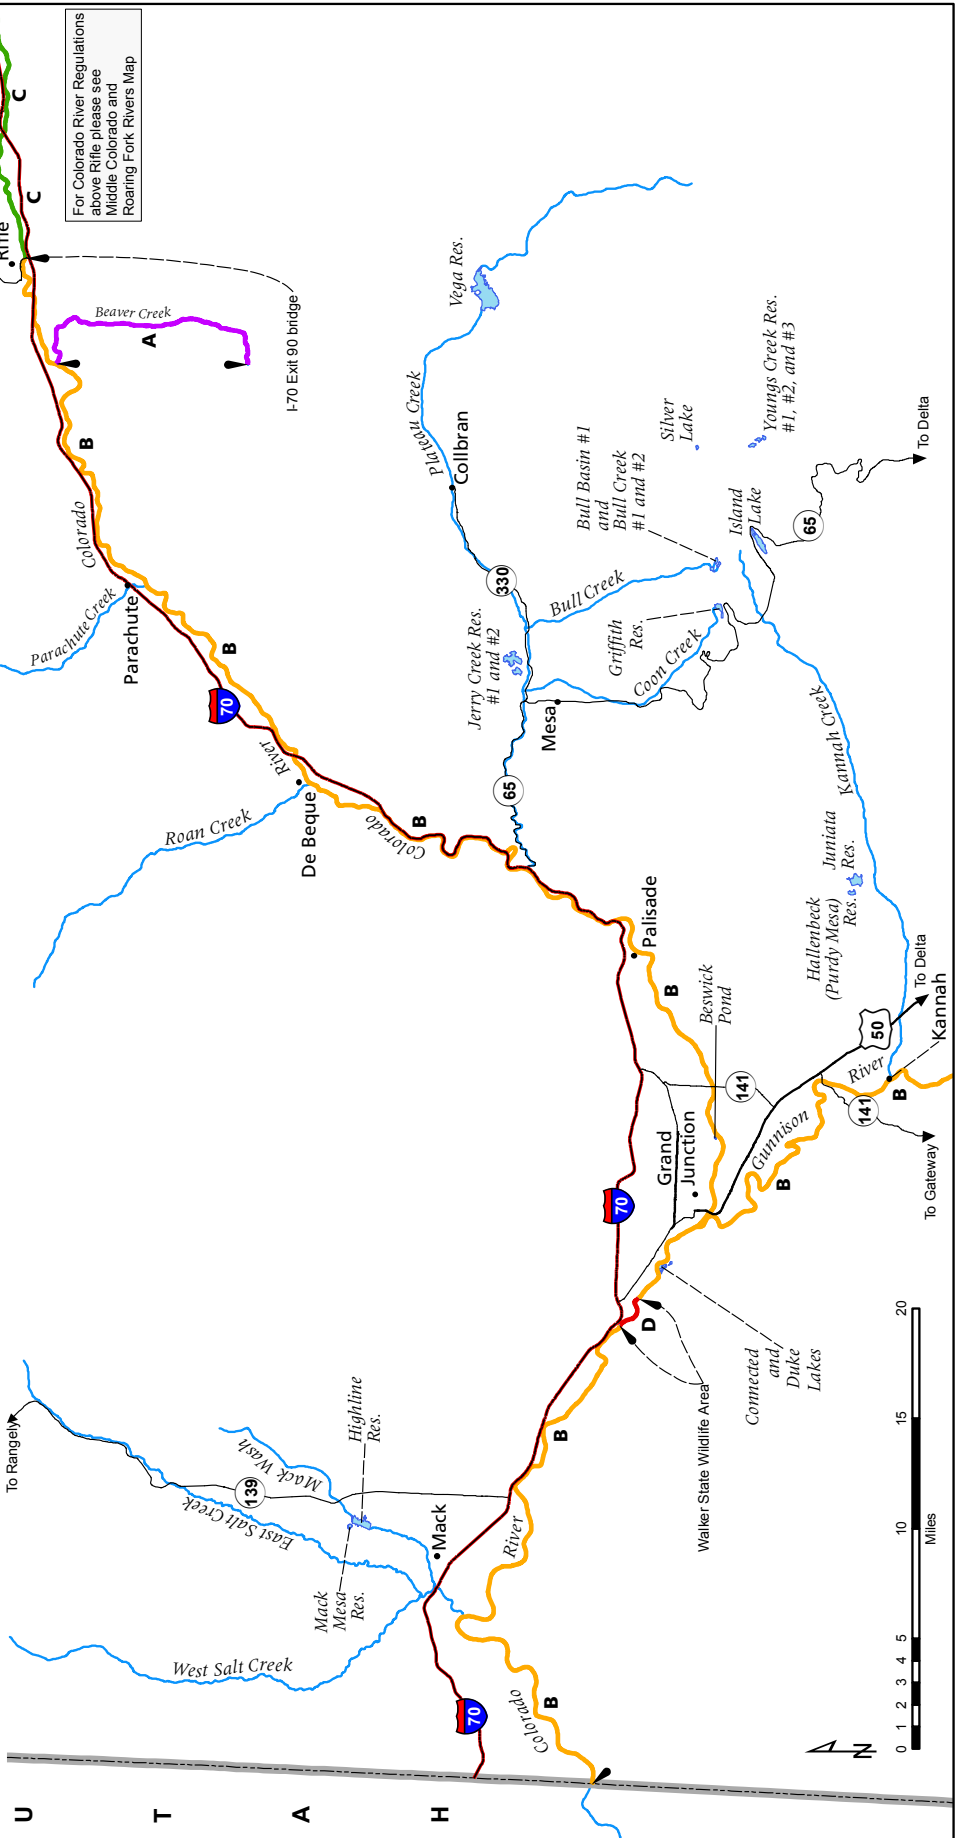 U T A H
To Rangely
West Salt Creek
East Salt Creek
139
Mack Wash
Mack
Mesa
Res.
Highline
Res.
Mack
70
Colorado
River
B
B
Walker State Wildlife Area
D
Connected
and
Duke
Lakes
70
Grand
Junction
Gunnison
River
B
B
141
141
To Gateway
50
To Delta
Kannah
Beswick
Pond
B
Palisade
Hallenbeck
(Purdy Mesa)
Res.
Juniata
Res.
Kannah Creek
Roan Creek
De Beque
Colorado
River
B
65
Mesa
Jerry Creek Res.
#1 and #2
Coon Creek
Griffith
Res.
Bull Creek
330
Bull Basin #1
and
Bull Creek
#1 and #2
Island
Lake
65
To Delta
Silver
Lake
Youngs Creek Res.
#1, #2, and #3
Collbran
Plateau Creek
Vega Res.
70
B
Parachute
Parachute Creek
Colorado
B
Beaver Creek
A
I-70 Exit 90 bridge
Rifle
C
C
For Colorado River Regulations
above Rifle please see
Middle Colorado and
Roaring Fork Rivers Map
N
0 1 2 3 4 5 10 15 20
Miles